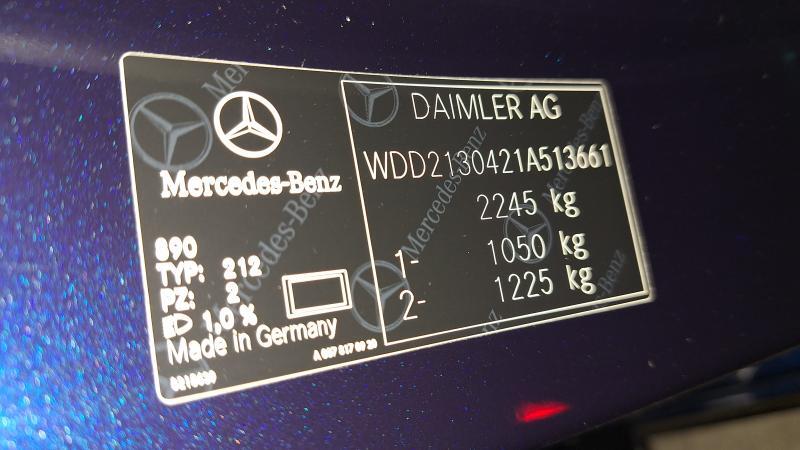 Mercedes-Benz
890
TYP: 212
PZ: 2
1,0 %
Made in Germany
DAIMLER AG
WDD2130421A513661
2245 kg
1- 1050 kg
2- 1225 kg